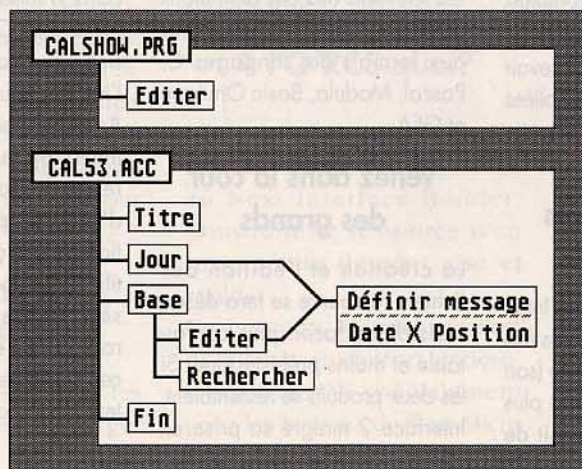 CALSHOW.PRG
Editer
CAL53.ACC
Titre
Jour
Base
Editer
Rechercher
Fin
Définir message
Date X Position